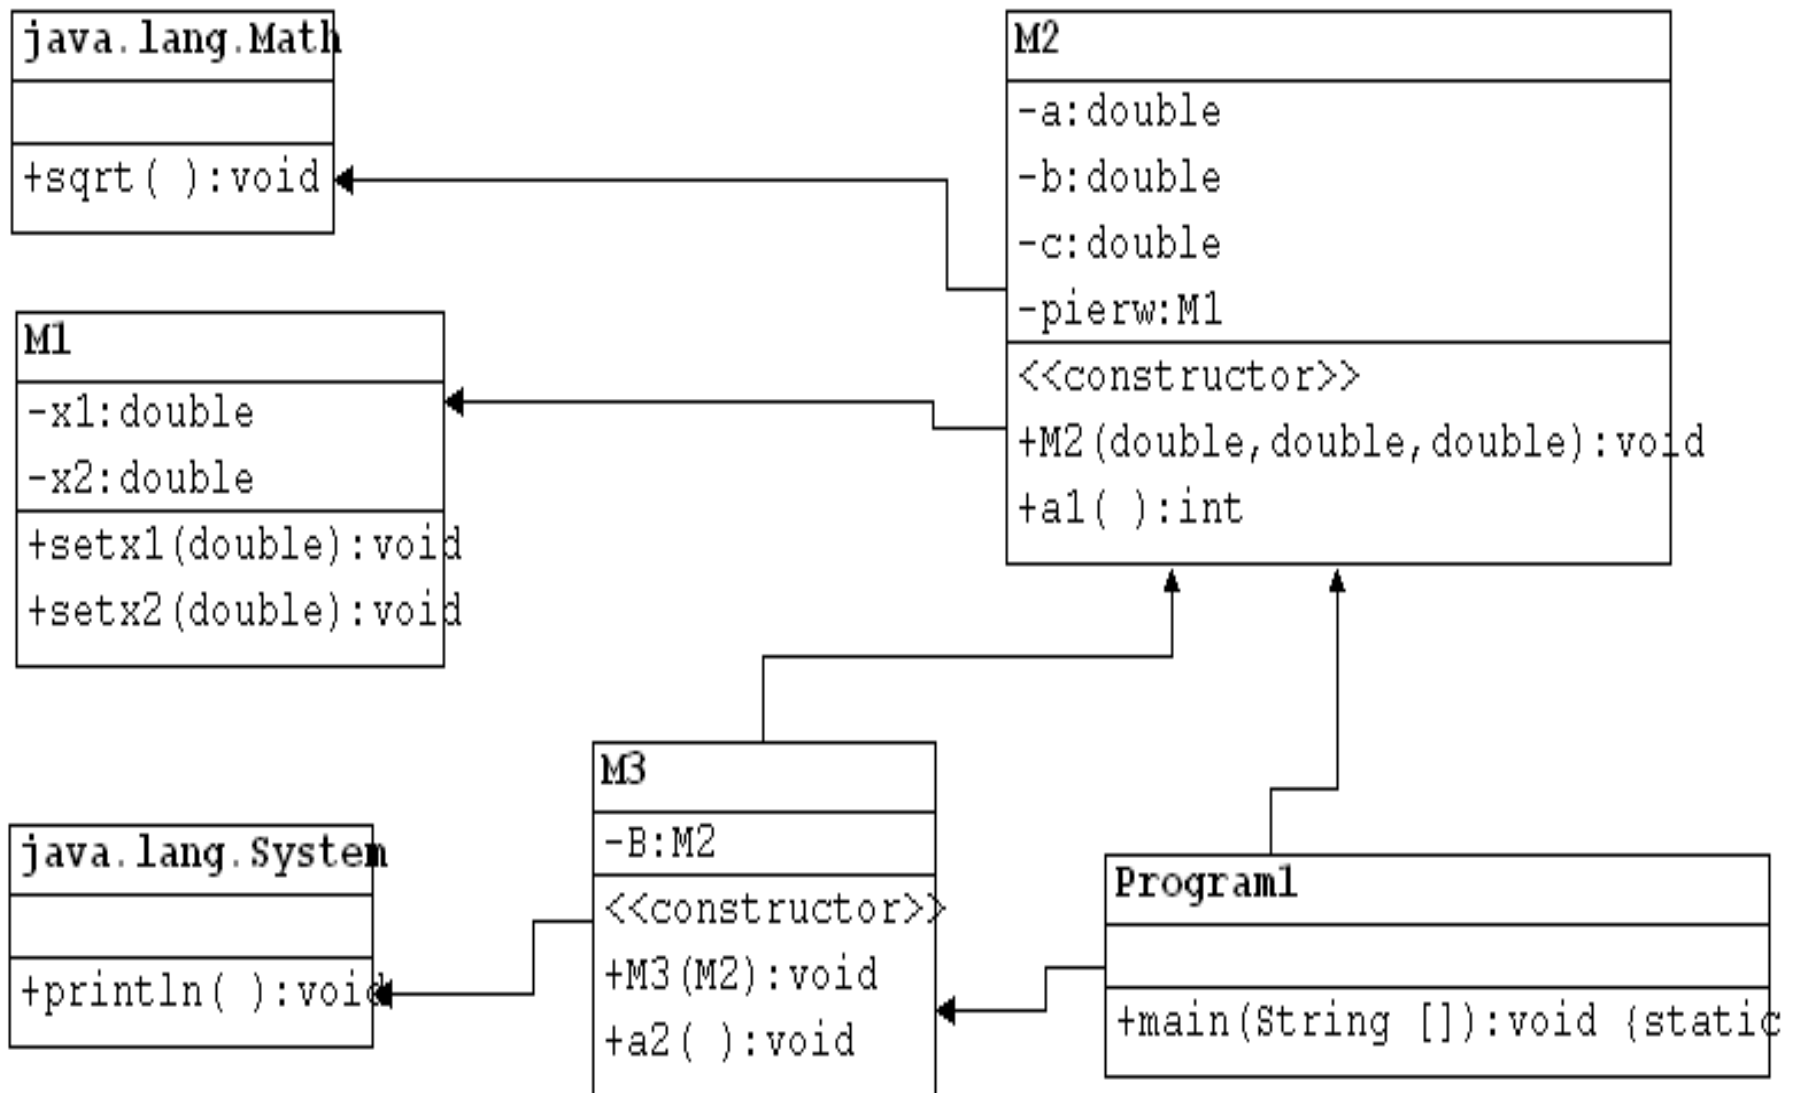 java.lang.Math
+sqrt( ):void
M2
-a:double
-b:double
-c:double
-pierw:M1
<<constructor>>
+M2(double,double,double):void
+a1( ):int
M1
-x1:double
-x2:double
+setx1(double):void
+setx2(double):void
M3
-B:M2
<<constructor>>
+M3(M2):void
+a2( ):void
java.lang.System
+println( ):void
Program1
+main(String []):void {static